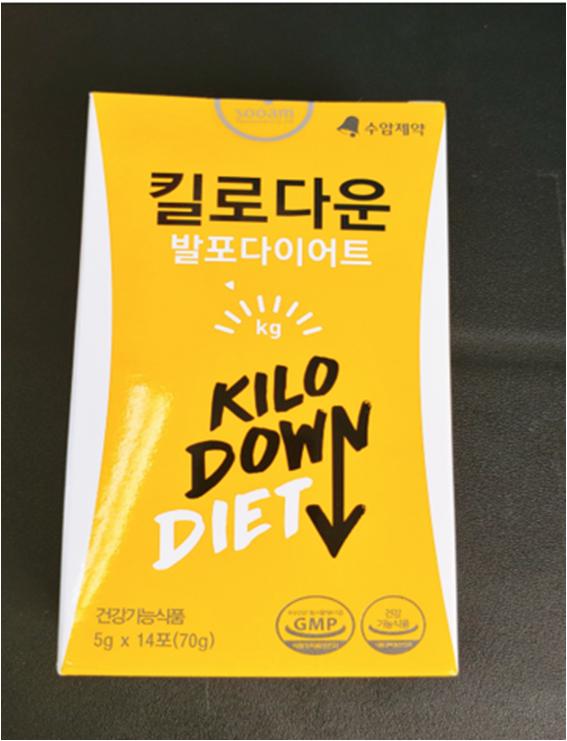 sooam
수암제약
킬로다운
발포다이어트
kg
KILO
DOWN
DIET
건강기능식품
5g x 14포(70g)
GMP
건강
기능식품